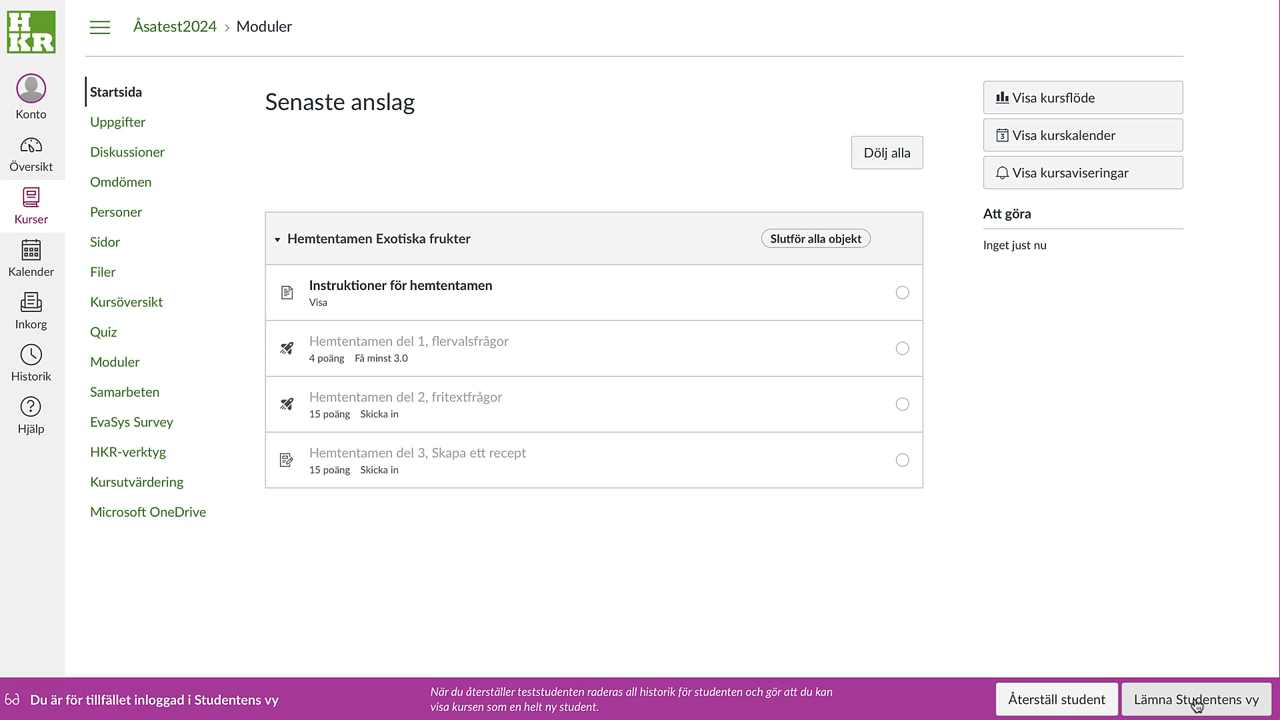 HKR
Åsatest2024 > Moduler
Konto
Översikt
Kurser
Kalender
Inkorg
Historik
Hjälp
Startsida
Uppgifter
Diskussioner
Omdömen
Personer
Sidor
Filer
Kursöversikt
Quiz
Moduler
Samarbeten
EvaSys Survey
HKR-verktyg
Kursutvärdering
Microsoft OneDrive
Senaste anslag
Dölj alla
Hemtentamen Exotiska frukter
Slutför alla objekt
Instruktioner för hemtentamen
Visa
Hemtentamen del 1, flervalsfrågor
4 poäng Få minst 3.0
Hemtentamen del 2, fritextfrågor
15 poäng Skicka in
Hemtentamen del 3, Skapa ett recept
15 poäng Skicka in
Visa kursflöde
3 Visa kurskalender
Visa kursaviseringar
Att göra
Inget just nu
Du är för tillfället inloggad i Studentens vy
När du återställer teststudenten raderas all historik för studenten och gör att du kan
visa kursen som en helt ny student.
Återställ student
Lämna Studentens vy